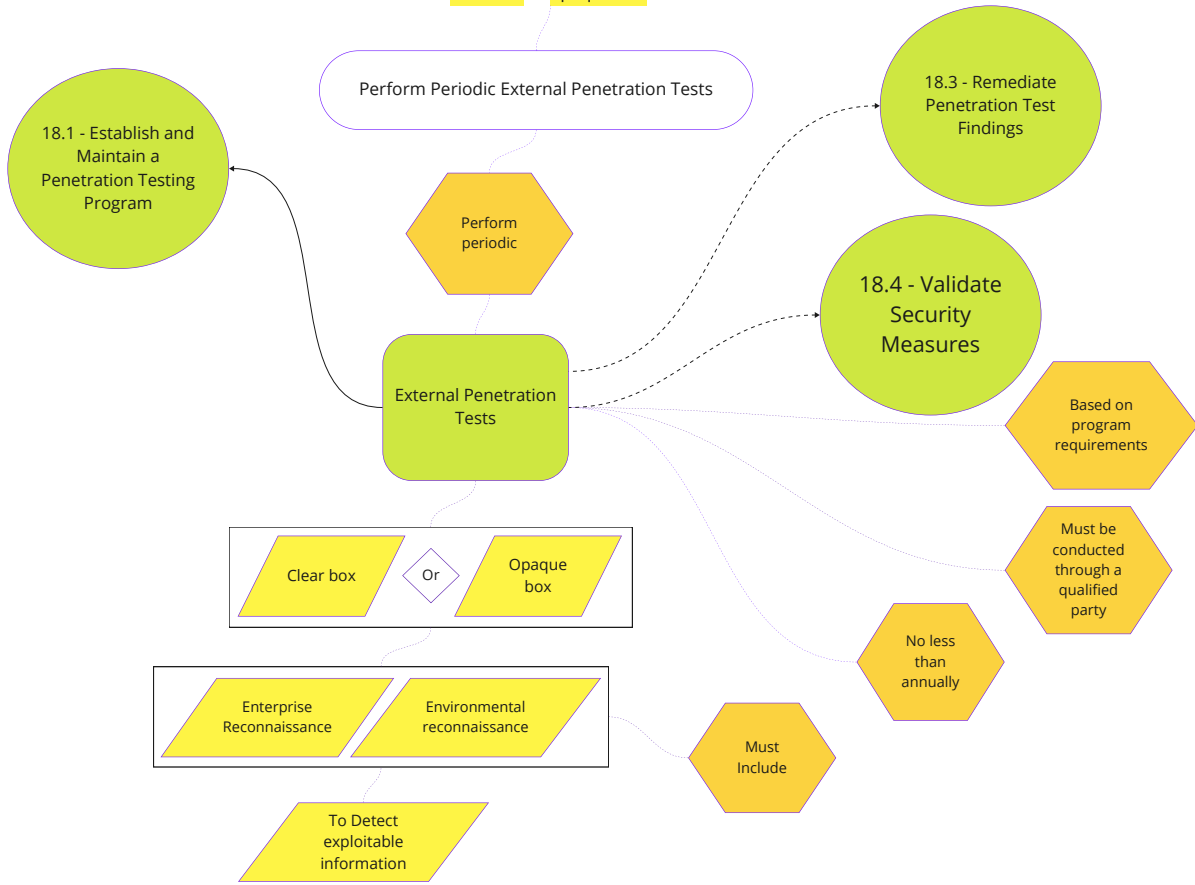 Perform Periodic External Penetration Tests
18.1 - Establish and
Maintain a
Penetration Testing
Program
18.3 - Remediate
Penetration Test
Findings
Perform
periodic
18.4 - Validate
Security
Measures
External Penetration
Tests
Based on
program
requirements
Must be
conducted
through a
qualified
party
No less
than
annually
Clear box
Or
Opaque
box
Enterprise
Reconnaissance
Environmental
reconnaissance
Must
Include
To Detect
exploitable
information